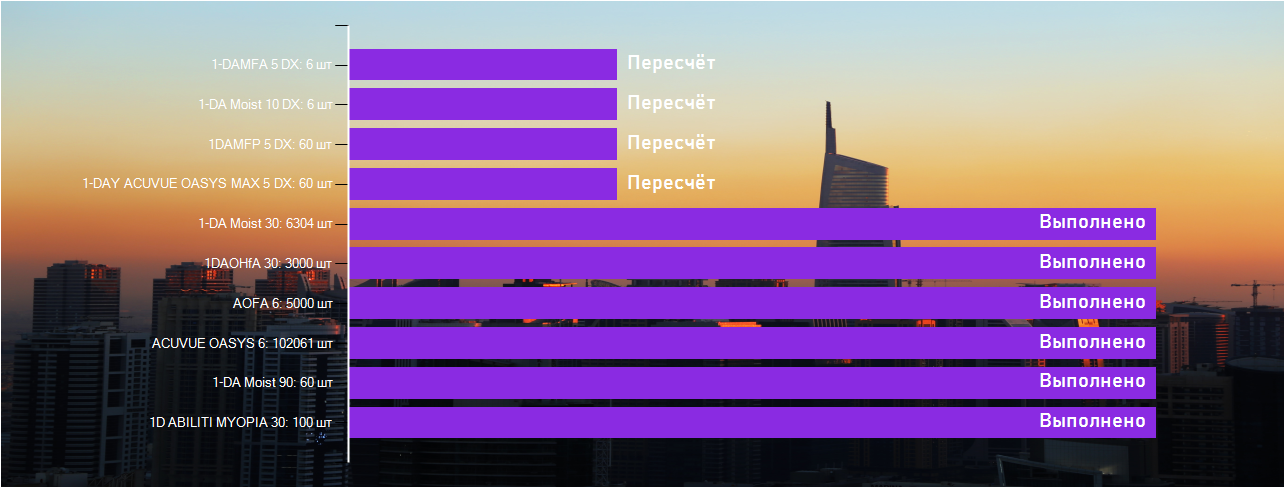 1-DAMFA 5 DX: 6 шт Пересчёт
1-DA Moist 10 DX: 6 шт Пересчёт
1DAMFP 5 DX: 60 шт Пересчёт
1-DAY ACUVUE OASYS MAX 5 DX: 60 шт Пересчёт
1-DA Moist 30: 6304 шт Выполнено
1DAOHfA 30: 3000 шт Выполнено
AOFA 6: 5000 шт Выполнено
ACUVUE OASYS 6: 102061 шт Выполнено
1-DA Moist 90: 60 шт Выполнено
1D ABILITI MYOPIA 30: 100 шт Выполнено